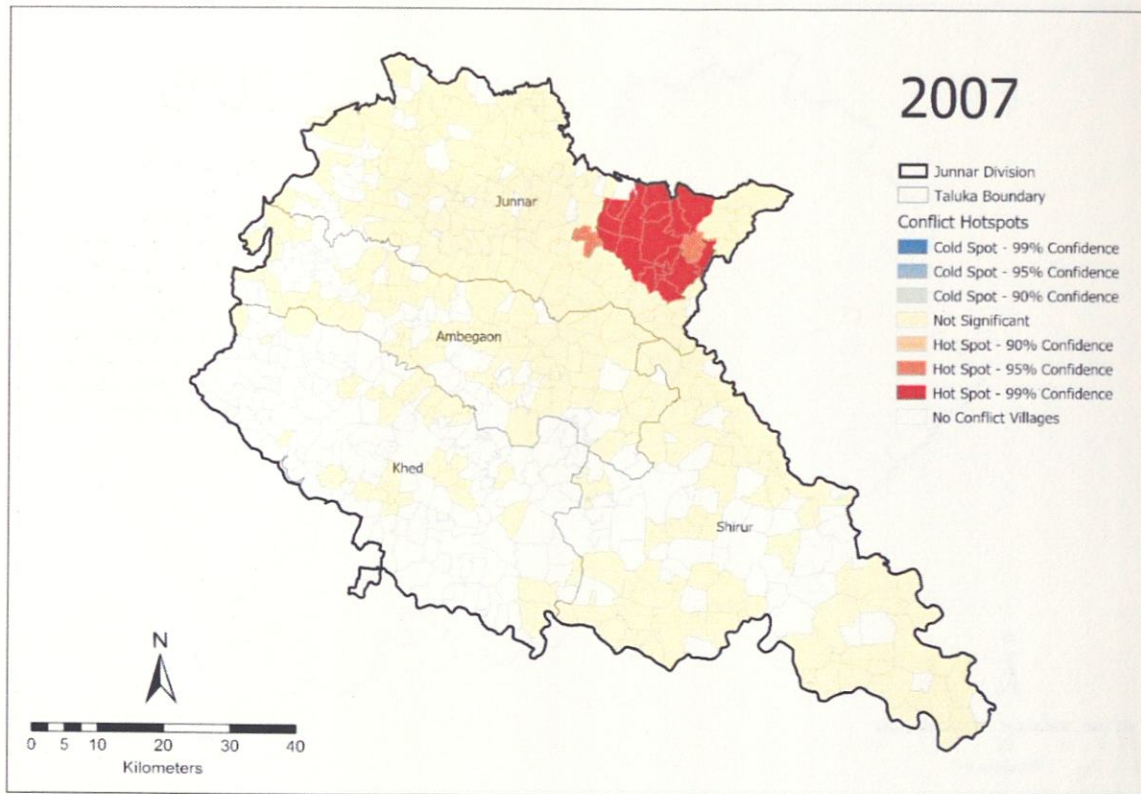 2007
Junnar Division
Taluka Boundary
Conflict Hotspots
Cold Spot - 99% Confidence
Cold Spot - 95% Confidence
Cold Spot - 90% Confidence
Not Significant
Hot Spot - 90% Confidence
Hot Spot - 95% Confidence
Hot Spot - 99% Confidence
No Conflict Villages
Junnar
Ambegaon
Khed
Shirur
N
0 5 10 20 30 40
Kilometers